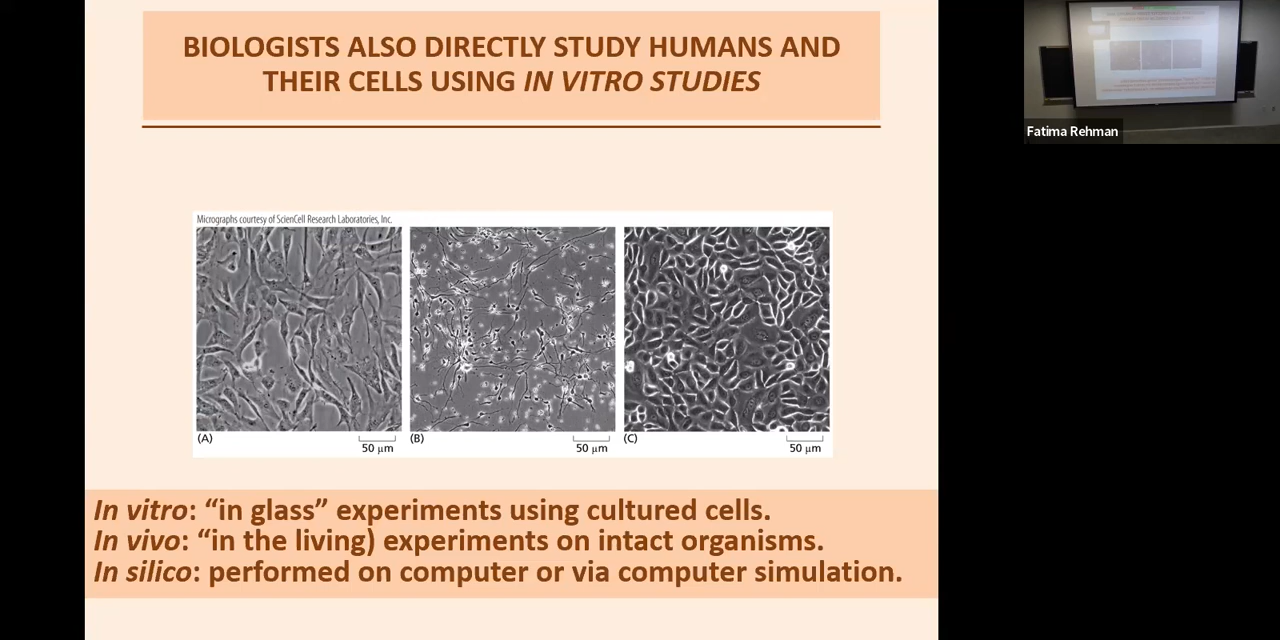 BIOLOGISTS ALSO DIRECTLY STUDY HUMANS AND
THEIR CELLS USING IN VITRO STUDIES
Micrographs courtesy of ScienCell Research Laboratories, Inc.
(A)
50 μm
(B)
50 μm
(C)
50 μm
In vitro: “in glass” experiments using cultured cells.
In vivo: “in the living) experiments on intact organisms.
In silico: performed on computer or via computer simulation.
Fatima Rehman